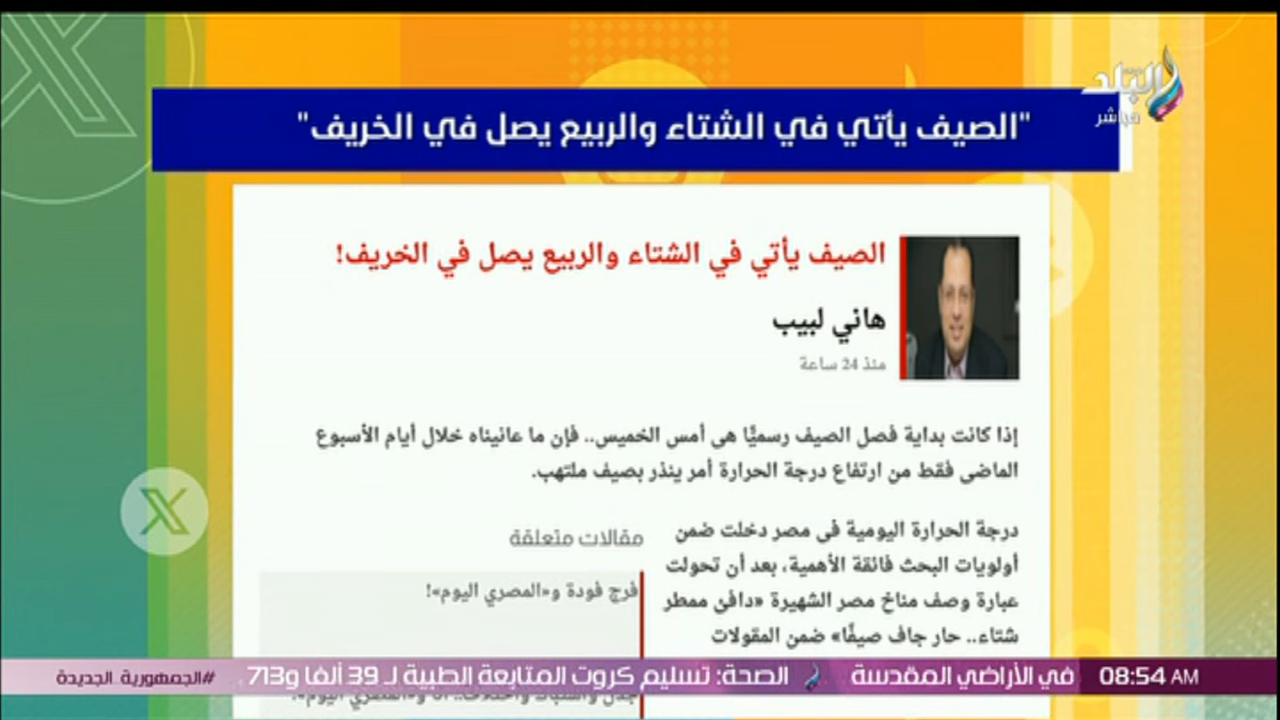 البلد
مباشر
"الصيف يأتي في الشتاء والربيع يصل في الخريف"
الصيف يأتي في الشتاء والربيع يصل في الخريف!
هاني لبيب
منذ 24 ساعة
إذا كانت بداية فصل الصيف رسميًّا هى أمس الخميس.. فإن ما عانيناه خلال أيام الأسبوع
الماضى فقط من ارتفاع درجة الحرارة أمر ينذر بصيف ملتهب.
درجة الحرارة اليومية فى مصر دخلت ضمن
أولويات البحث فائقة الأهمية، بعد أن تحولت
عبارة وصف مناخ مصر الشهيرة «دافئ ممطر
شتاء.. حار جاف صيفًا» ضمن المقولات
مقالات متعلقة
فرج فودة و«المصري اليوم»!
08:54 AM
في الأراضي المقدسة
الصحة: تسليم كروت المتابعة الطبية لـ 39 ألفا و713
#الجمهورية الجديدة